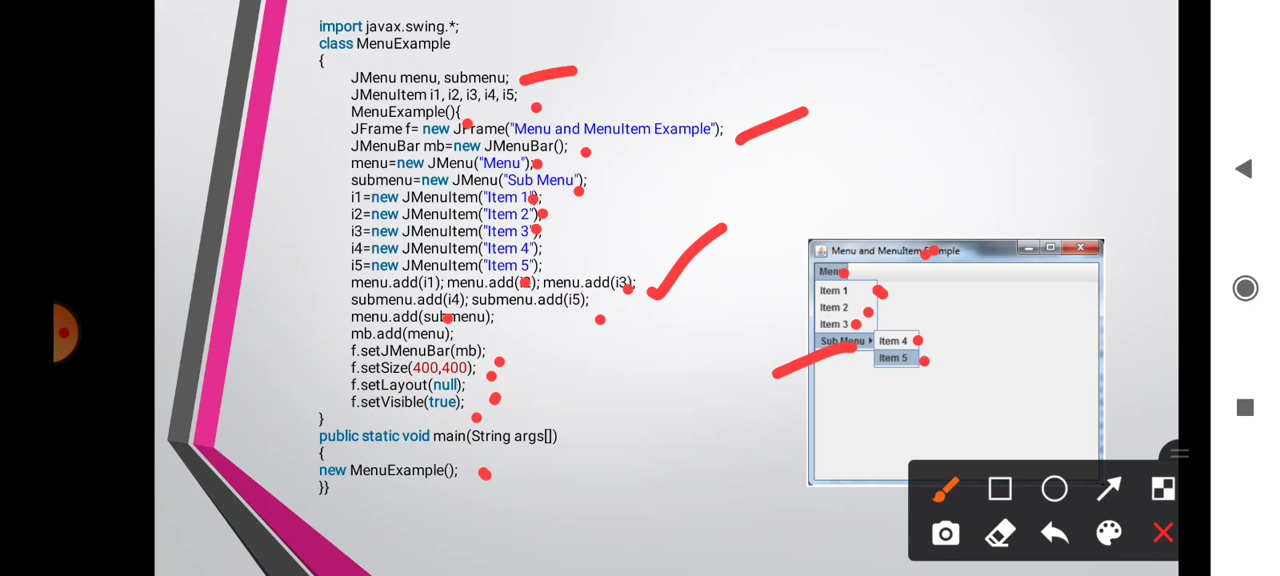 import javax.swing.*;
class MenuExample
{
JMenu menu, submenu;
JMenuItem i1, i2, i3, i4, i5;
MenuExample(){
JFrame f= new JFrame("Menu and MenuItem Example");
JMenuBar mb=new JMenuBar();
menu=new JMenu("Menu");
submenu=new JMenu("Sub Menu");
i1=new JMenuItem("Item 1");
i2=new JMenuItem("Item 2");
i3=new JMenuItem("Item 3");
i4=new JMenuItem("Item 4");
i5=new JMenuItem("Item 5");
menu.add(i1); menu.add(i2); menu.add(i3);
submenu.add(i4); submenu.add(i5);
menu.add(submenu);
mb.add(menu);
f.setJMenuBar(mb);
f.setSize(400,400);
f.setLayout(null);
f.setVisible(true);
}
public static void main(String args[])
{
new MenuExample();
}}
Menu and MenuItem Example
Menu
Item 1
Item 2
Item 3
Sub Menu
Item 4
Item 5